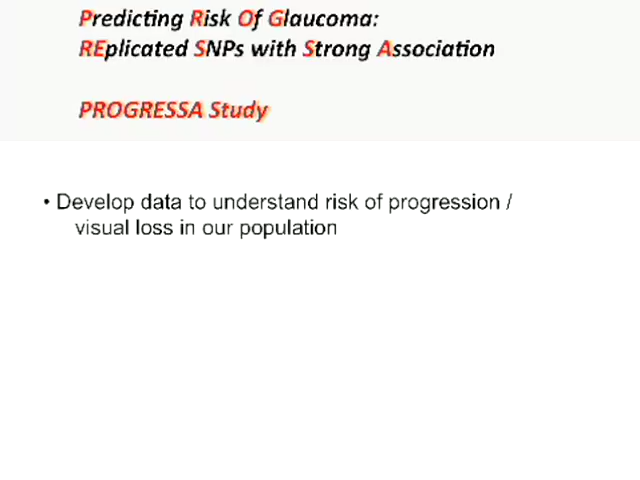 Predicting Risk Of Glaucoma:
REplicated SNPs with Strong Association
PROGRESSA Study
• Develop data to understand risk of progression /
visual loss in our population